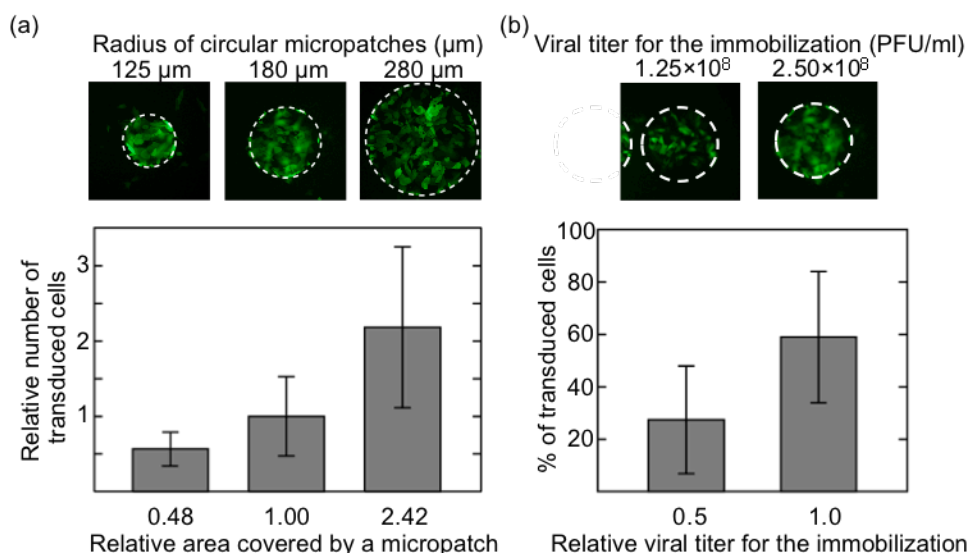 (a)
Radius of circular micropatches (μm)
125 μm 180 μm 280 μm
3
2
1
Relative number of
transduced cells
0.48 1.00 2.42
Relative area covered by a micropatch
(b)
Viral titer for the immobilization (PFU/ml)
1.25×10⁸ 2.50×10⁸
100
80
60
40
20
% of transduced cells
0.5 1.0
Relative viral titer for the immobilization